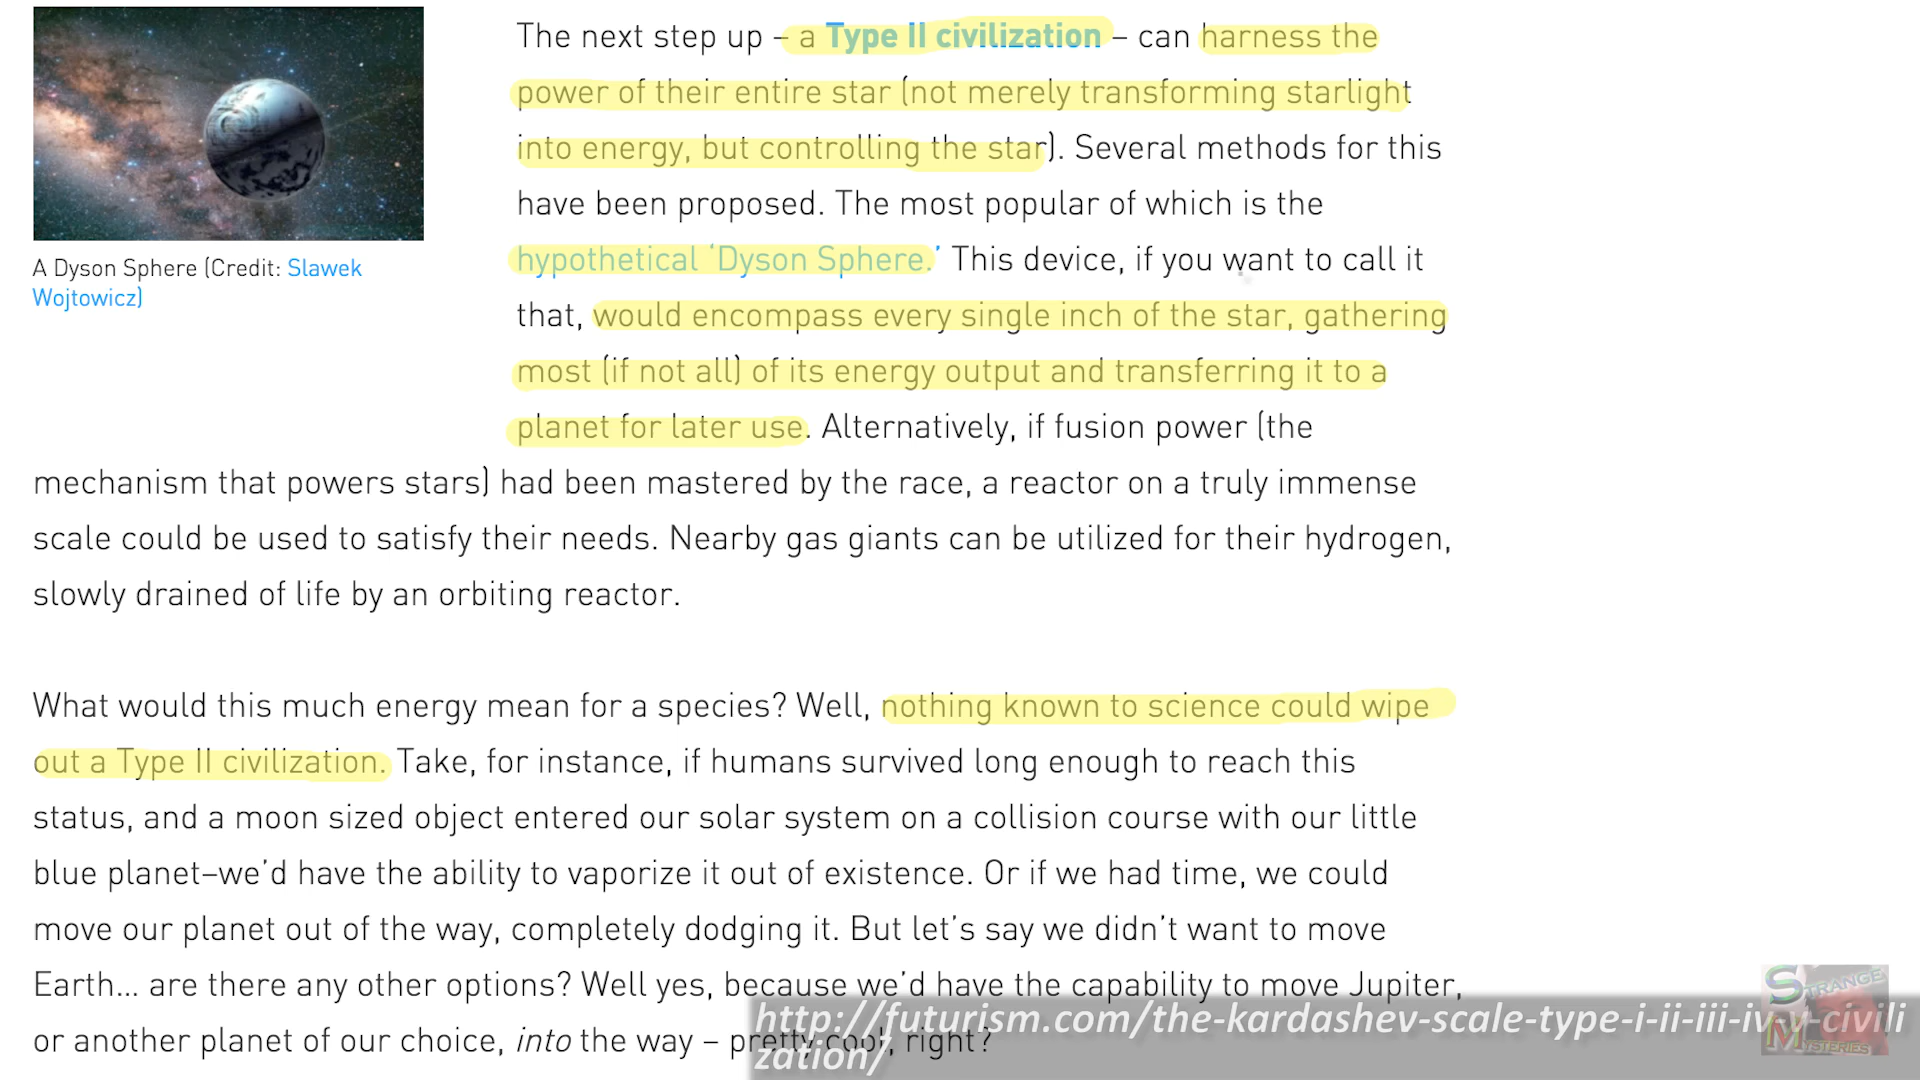 The next step up – a Type II civilization – can harness the
power of their entire star (not merely transforming starlight
into energy, but controlling the star). Several methods for this
have been proposed. The most popular of which is the
hypothetical ‘Dyson Sphere.’ This device, if you want to call it
that, would encompass every single inch of the star, gathering
most (if not all) of its energy output and transferring it to a
planet for later use. Alternatively, if fusion power (the
A Dyson Sphere (Credit: Slawek
Wojtowicz)
mechanism that powers stars) had been mastered by the race, a reactor on a truly immense
scale could be used to satisfy their needs. Nearby gas giants can be utilized for their hydrogen,
slowly drained of life by an orbiting reactor.
What would this much energy mean for a species? Well, nothing known to science could wipe
out a Type II civilization. Take, for instance, if humans survived long enough to reach this
status, and a moon sized object entered our solar system on a collision course with our little
blue planet–we’d have the ability to vaporize it out of existence. Or if we had time, we could
move our planet out of the way, completely dodging it. But let’s say we didn’t want to move
Earth… are there any other options? Well yes, because we’d have the capability to move Jupiter,
or another planet of our choice, into the way – pretty cool, right?
http://futurism.com/the-kardashev-scale-type-i-ii-iii-iv-v-civili
zation/
STRANGE
MYSTERIES